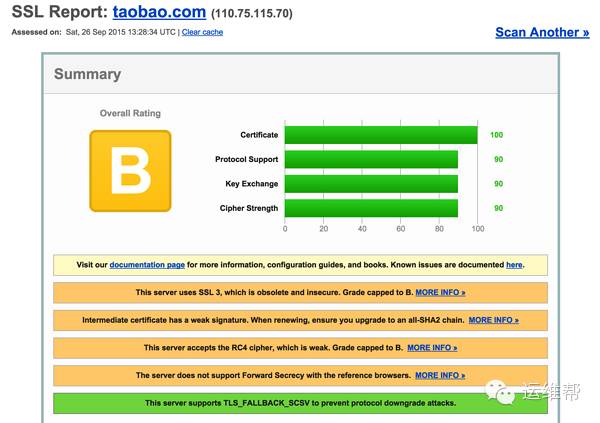 SSL Report: taobao.com (110.75.115.70)
Assessed on: Sat, 26 Sep 2015 13:28:34 UTC | Clear cache
Scan Another »
Summary
Overall Rating
B
Certificate 100
Protocol Support 90
Key Exchange 90
Cipher Strength 90
0 20 40 60 80 100
Visit our documentation page for more information, configuration guides, and books. Known issues are documented here.
This server uses SSL 3, which is obsolete and insecure. Grade capped to B. MORE INFO »
Intermediate certificate has a weak signature. When renewing, ensure you upgrade to an all-SHA2 chain. MORE INFO »
This server accepts the RC4 cipher, which is weak. Grade capped to B. MORE INFO »
The server does not support Forward Secrecy with the reference browsers. MORE INFO »
This server supports TLS_FALLBACK_SCSV to prevent protocol downgrade attacks.
运维帮